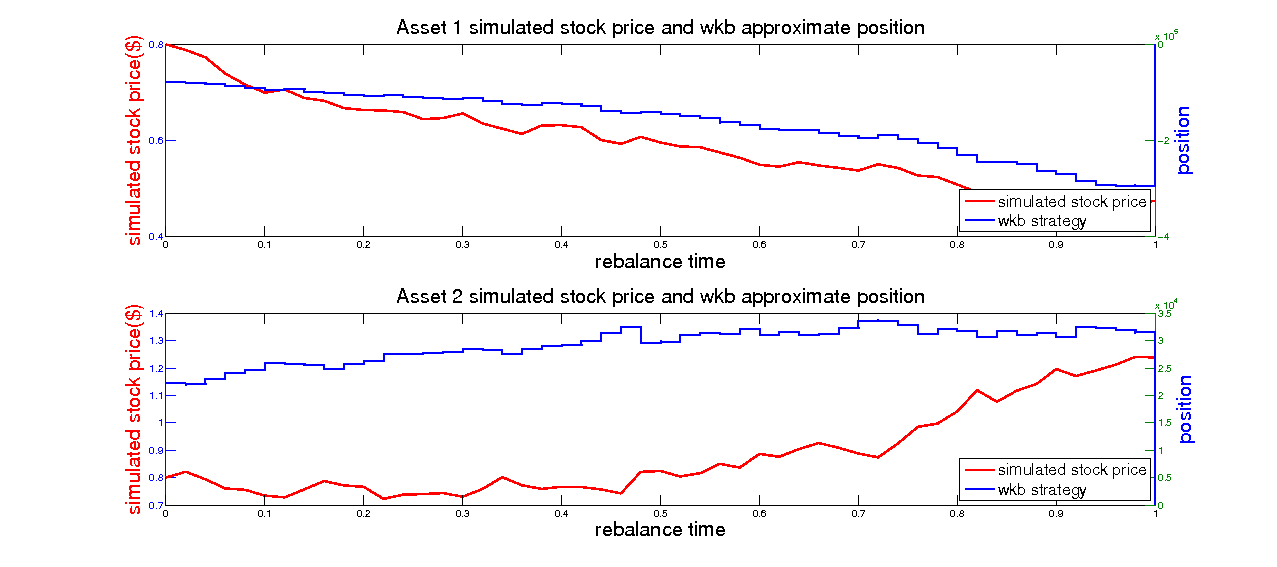 Asset 1 simulated stock price and wkb approximate position
simulated stock price($)
0.8
0.6
0.4
0 0.1 0.2 0.3 0.4 0.5 0.6 0.7 0.8 0.9 1
rebalance time
0
−2
−4
position
simulated stock price
wkb strategy
Asset 2 simulated stock price and wkb approximate position
simulated stock price($)
1.4
1.3
1.2
1.1
1
0.9
0.8
0.7
0 0.1 0.2 0.3 0.4 0.5 0.6 0.7 0.8 0.9 1
rebalance time
x 10^4
3.5
3
2.5
2
1.5
1
0.5
0
position
simulated stock price
wkb strategy